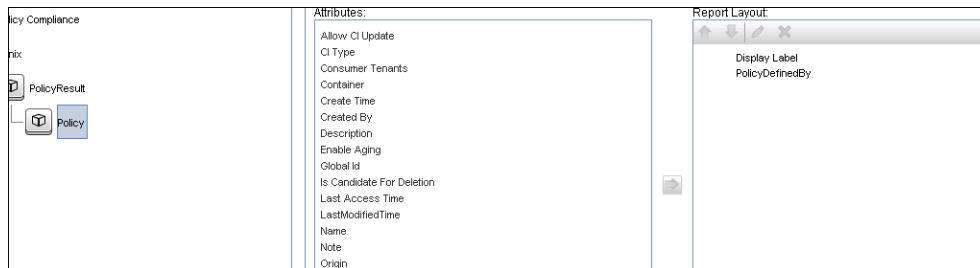 licy Compliance
nix
PolicyResult
Policy
Attributes:
Allow CI Update
CI Type
Consumer Tenants
Container
Create Time
Created By
Description
Enable Aging
Global Id
Is Candidate For Deletion
Last Access Time
LastModifiedTime
Name
Note
Origin
Report Layout:
Display Label
PolicyDefinedBy